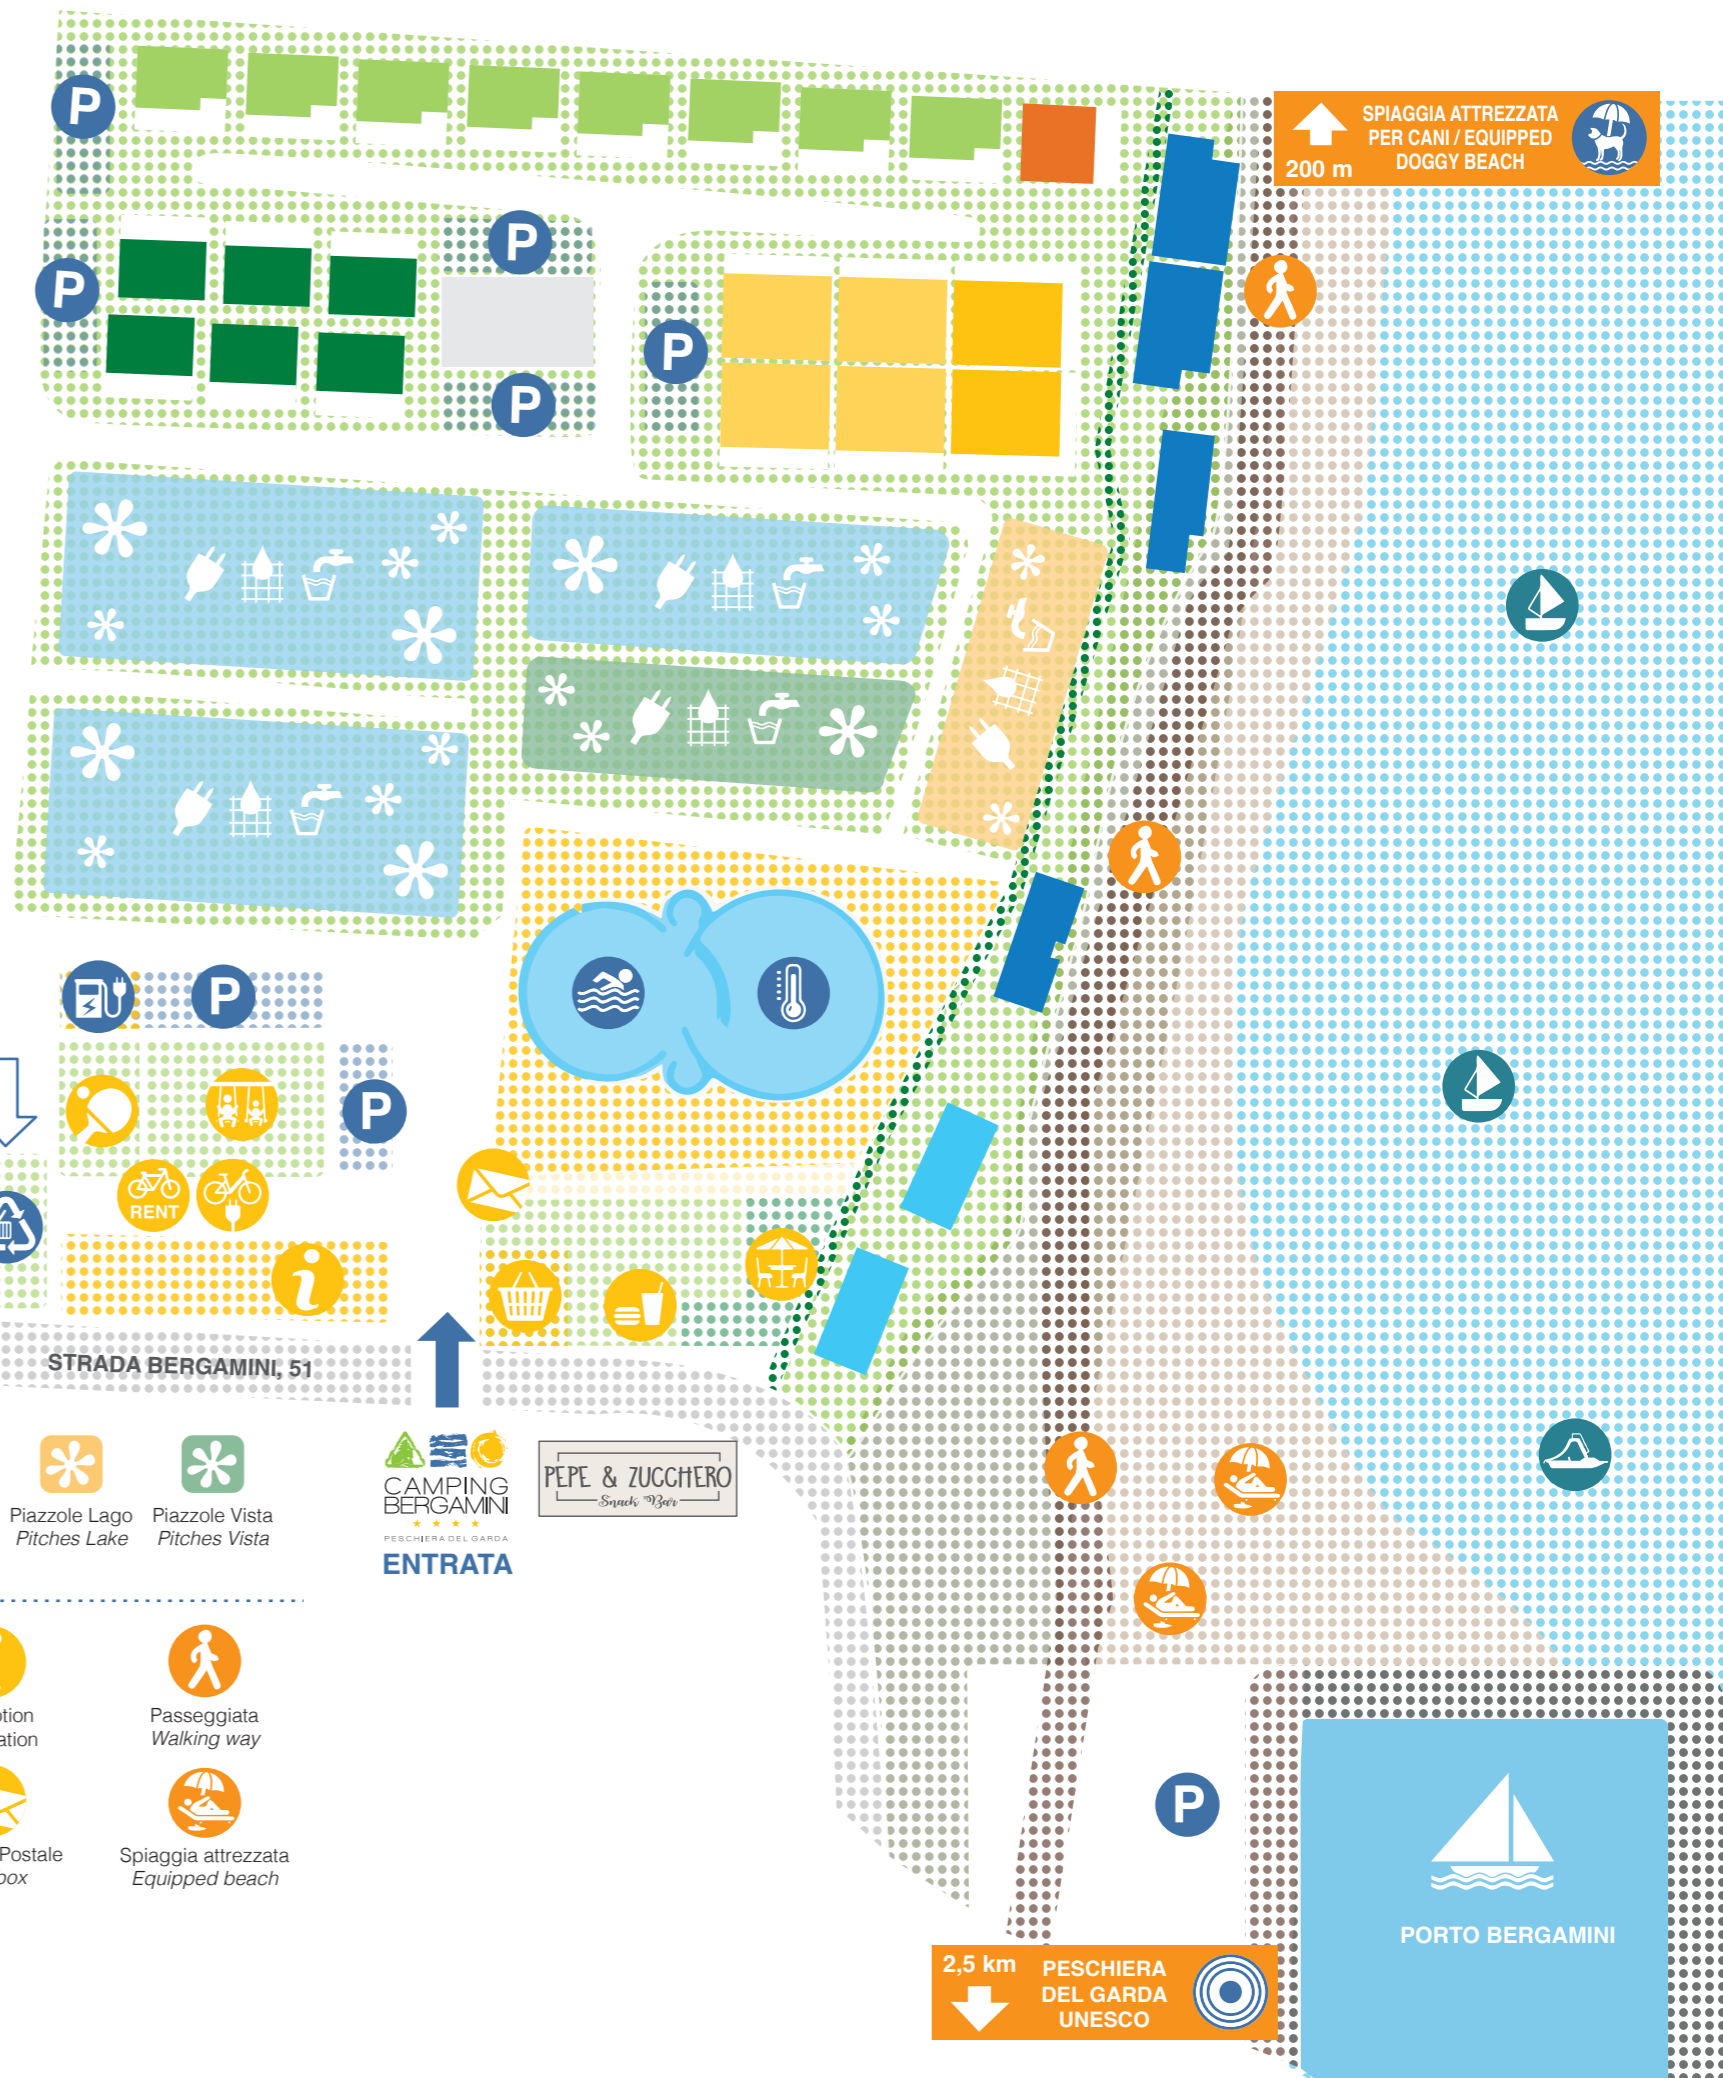 P
SPIAGGIA ATTREZZATA
PER CANI / EQUIPPED
DOGGY BEACH
200 m
P
P
P
P
P
P
RENT
i
STRADA BERGAMINI, 51
Piazzole Lago
Pitches Lake
Piazzole Vista
Pitches Vista
CAMPING
BERGAMINI
PESCHIERA DEL GARDA
ENTRATA
PEPE & ZUCCHERO
Snack Bar
Passeggiata
Walking way
Postale
Spiaggia attrezzata
Equipped beach
P
PORTO BERGAMINI
2,5 km
PESCHIERA
DEL GARDA
UNESCO